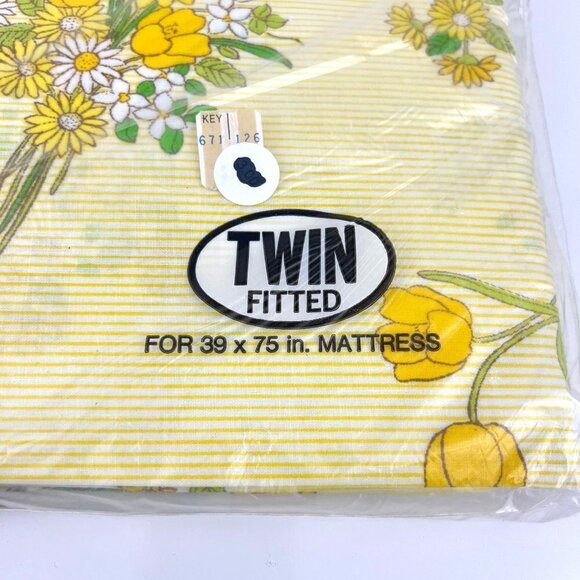 KEY
671 126
TWIN
FITTED
FOR 39 x 75 in. MATTRESS